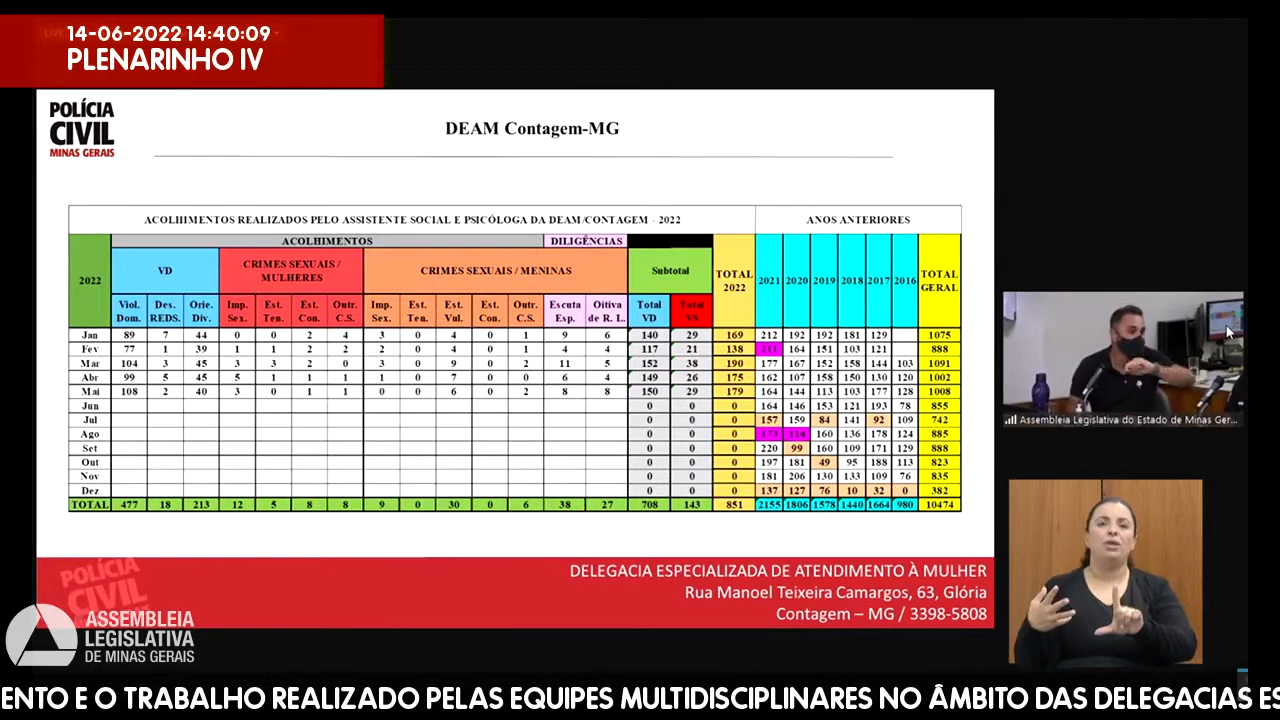 14-06-2022 14:40:09
PLENARINHO IV
POLÍCIA
CIVIL
MINAS GERAIS
DEAM Contagem-MG
ACOLHIMENTOS REALIZADOS PELO ASSISTENTE SOCIAL E PSICÓLOGA DA DEAM/CONTAGEM - 2022 ANOS ANTERIORES
2022 ACOLHIMENTOS DILIGÊNCIAS TOTAL 2022 2021 2020 2019 2018 2017 2016 TOTAL GERAL
VD CRIMES SEXUAIS / MULHERES CRIMES SEXUAIS / MENINAS Subtotal
Viol. Dom. Des. REDS. Orie. Div. Imp. Sex. Est. Ten. Est. Con. Outr. C.S. Imp. Sex. Est. Ten. Est. Vul. Est. Con. Outr. C.S. Escuta Esp. Oitiva de R. L. Total VD Total VS
Jan 89 7 44 0 0 2 4 3 0 4 0 1 9 6 140 29 169 212 192 192 181 129 1075
Fev 77 1 39 1 1 2 2 2 0 4 0 1 4 4 117 21 138 211 164 151 103 121 888
Mar 104 3 45 3 3 2 0 3 0 9 0 2 11 5 152 38 190 177 167 152 158 144 103 1091
Abr 99 5 45 5 1 1 1 1 0 7 0 0 6 4 149 26 175 162 107 158 150 130 120 1002
Mai 108 2 40 3 0 1 1 0 0 6 0 2 8 8 150 29 179 164 144 113 103 177 128 1008
Jun 0 0 0 164 146 153 121 193 78 855
Jul 0 0 0 157 159 84 141 92 109 742
Ago 0 0 0 173 114 160 136 178 124 885
Set 0 0 0 220 99 160 109 171 129 888
Out 0 0 0 197 181 49 95 188 113 823
Nov 0 0 0 181 206 130 133 109 76 835
Dez 0 0 0 137 127 76 10 32 0 382
TOTAL 477 18 213 12 5 8 8 9 0 30 0 6 38 27 708 143 851 2155 1806 1578 1440 1664 980 10474
Assembleia Legislativa do Estado de Minas Ger...
POLÍCIA
CIVIL
DELEGACIA ESPECIALIZADA DE ATENDIMENTO À MULHER
Rua Manoel Teixeira Camargos, 63, Glória
Contagem – MG / 3398-5808
ASSEMBLEIA
LEGISLATIVA
DE MINAS GERAIS
ENTO E O TRABALHO REALIZADO PELAS EQUIPES MULTIDISCIPLINARES NO ÂMBITO DAS DELEGACIAS ES